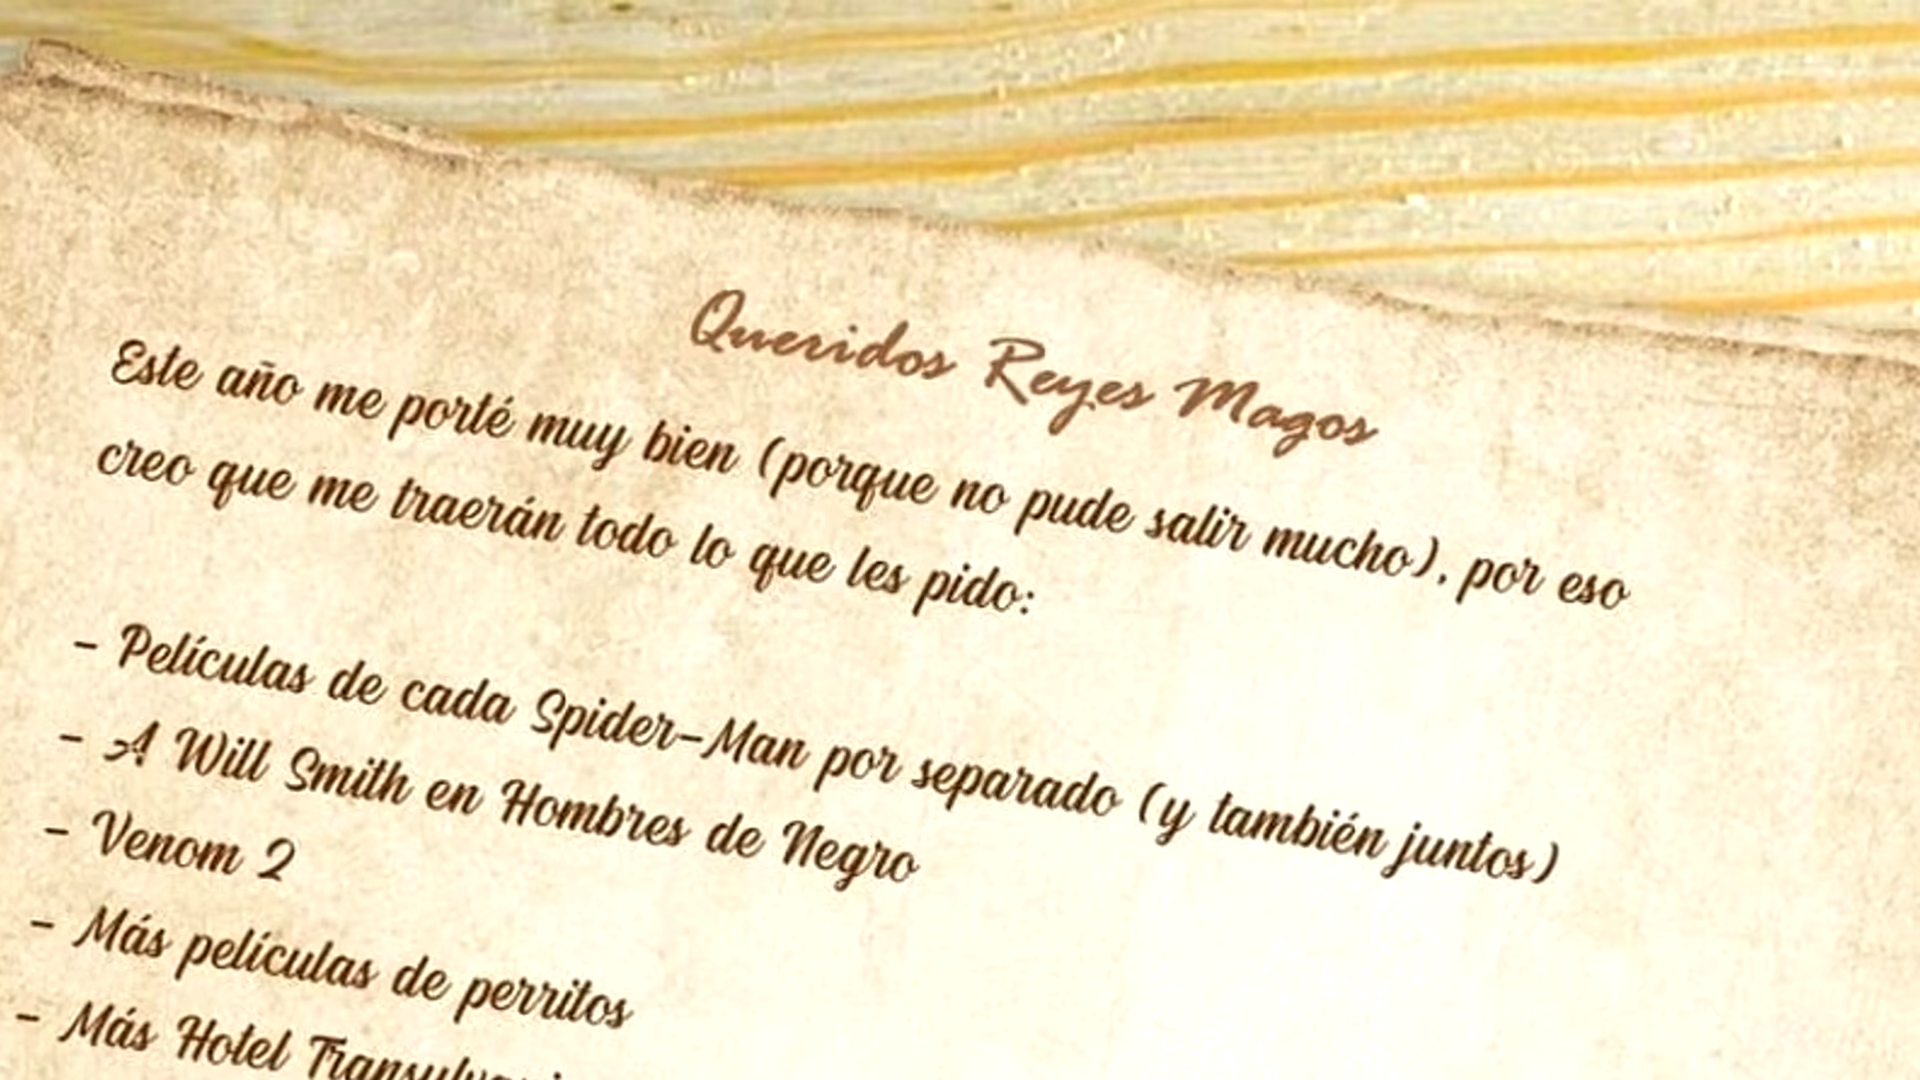 Queridos Reyes Magos
Este año me porté muy bien (porque no pude salir mucho), por eso
creo que me traerán todo lo que les pido:
- Películas de cada Spider-Man por separado (y también juntos)
- A Will Smith en Hombres de Negro
- Venom 2
- Más películas de perritos
- Más Hotel